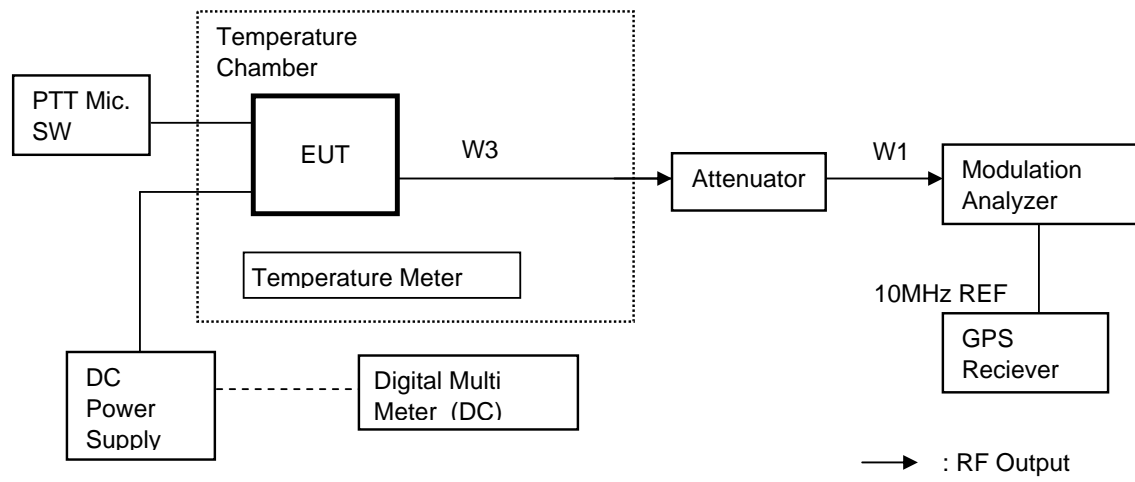 Temperature
Chamber
PTT Mic.
SW
EUT
W3
Attenuator
W1
Modulation
Analyzer
Temperature Meter
10MHz REF
GPS
Reciever
DC
Power
Supply
Digital Multi
Meter (DC)
: RF Output